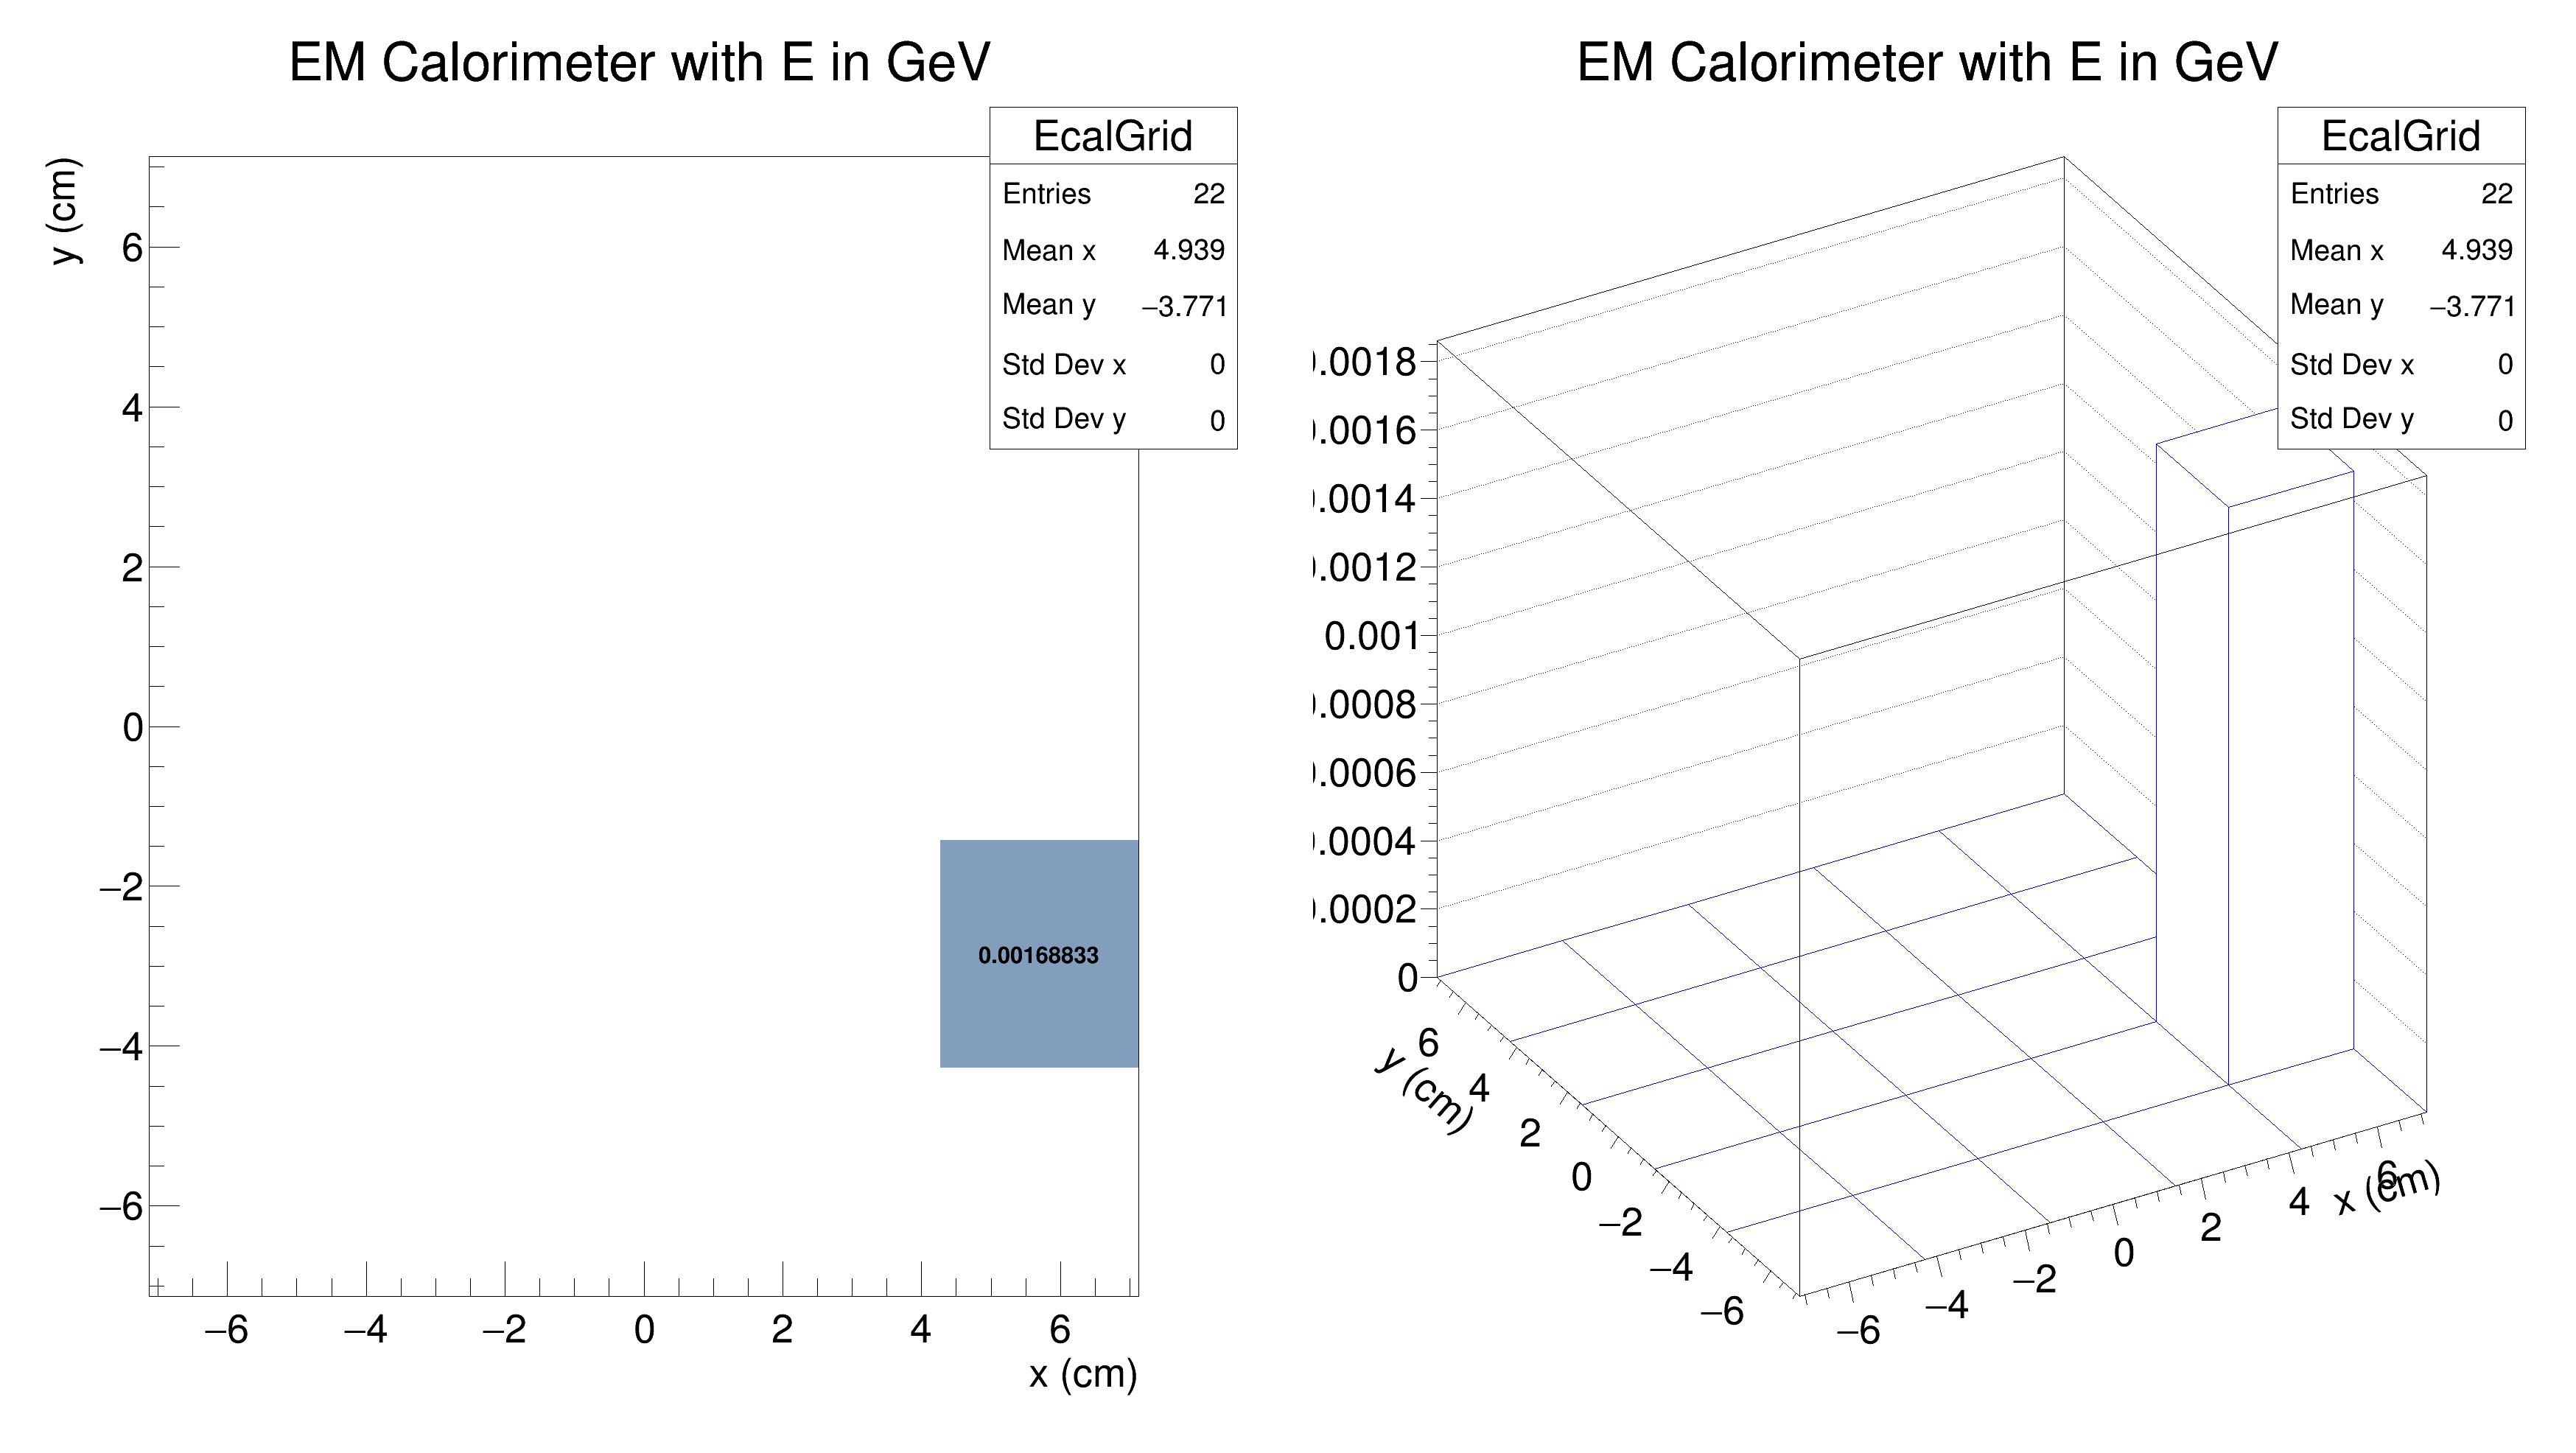 EM Calorimeter with E in GeV
EcalGrid
Entries 22
Mean x 4.939
Mean y −3.771
Std Dev x 0
Std Dev y 0
y (cm)
6
4
2
0
−2
−4
−6
0.00168833
−6 −4 −2 0 2 4 6
x (cm)
EM Calorimeter with E in GeV
EcalGrid
Entries 22
Mean x 4.939
Mean y −3.771
Std Dev x 0
Std Dev y 0
.0018
.0016
.0014
.0012
0.001
.0008
.0006
.0004
.0002
0
y (cm)
6
4
2
0
−2
−4
−6
−6 −4 −2 0 2 4 6
x (cm)